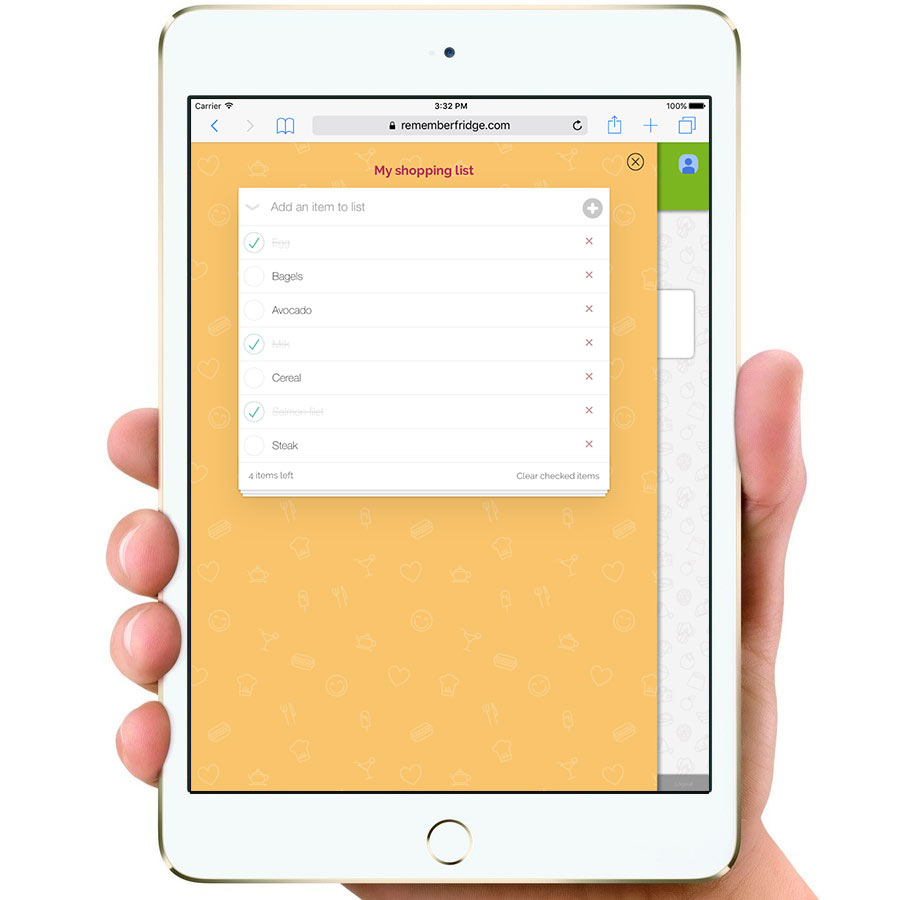 Carrier 3:32 PM 100%
rememberfridge.com
My shopping list
Add an item to list
Egg
Bagels
Avocado
Milk
Cereal
Salmon filet
Steak
4 items left Clear checked items
Logout